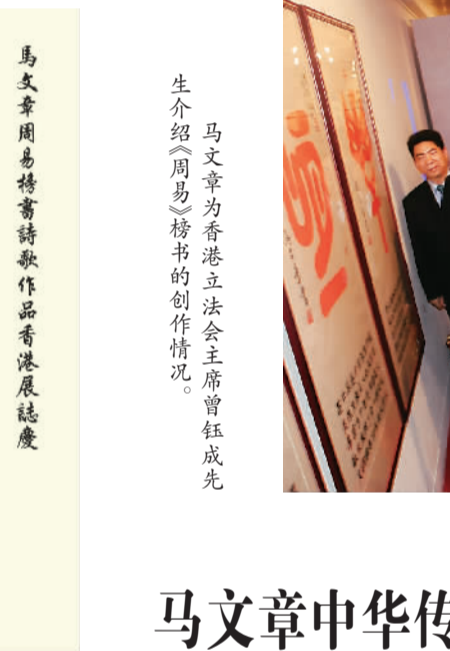 馬文章周易榜書詩歌作品香港展誌慶
马文章为香港立法会主席曾钰成先
生介绍《周易》榜书的创作情况。
马文章中华传